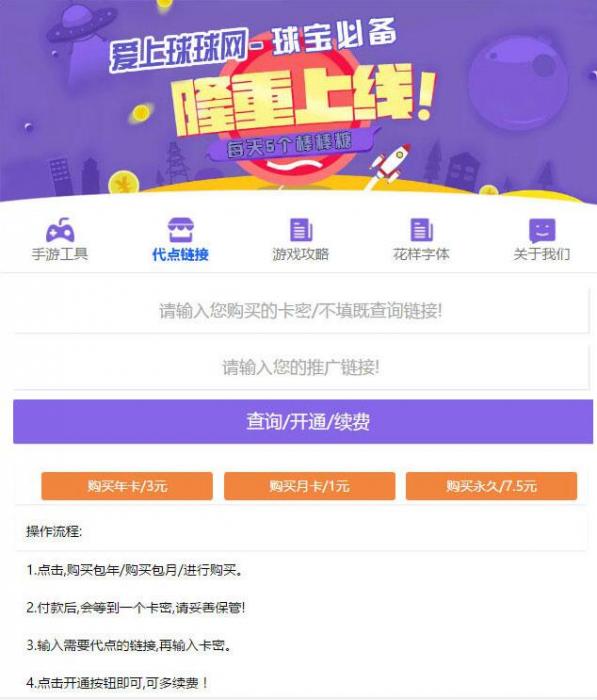 爱上球球网-球宝必备
隆重上线!
每天5个棒棒糖
手游工具
代点链接
游戏攻略
花样字体
关于我们
请输入您购买的卡密/不填既查询链接!
请输入您的推广链接!
查询/开通/续费
购买年卡/3元
购买月卡/1元
购买永久/7.5元
操作流程:
1.点击,购买包年/购买包月/进行购买。
2.付款后,会等到一个卡密,请妥善保管!
3.输入需要代点的链接,再输入卡密。
4.点击开通按钮即可,可多续费！